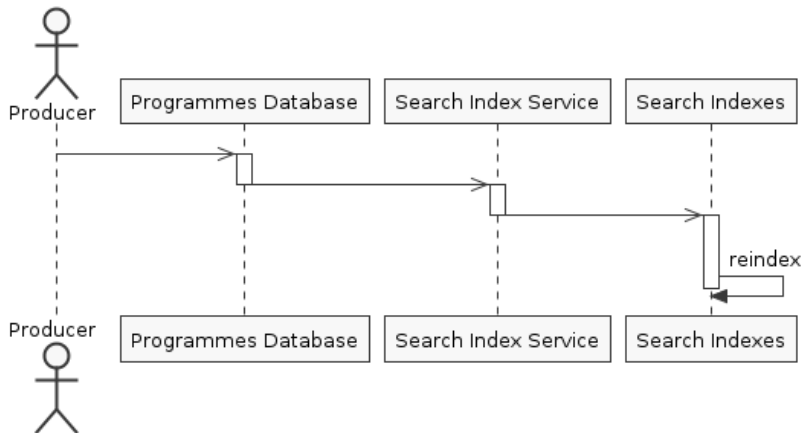 Producer
Programmes Database
Search Index Service
Search Indexes
reindex
Producer
Programmes Database
Search Index Service
Search Indexes